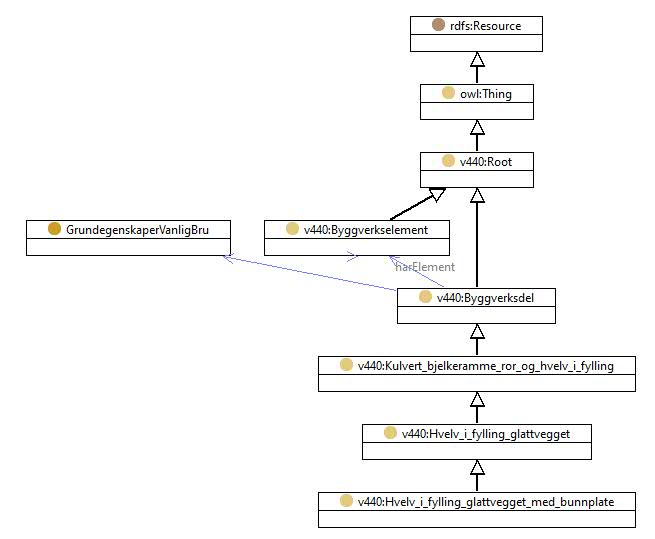 rdfs:Resource
owl:Thing
v440:Root
GrundegenskaperVanligBru
v440:Byggverkselement
harElement
v440:Byggverksdel
v440:Kulvert_bjelkeramme_ror_og_hvelv_i_fylling
v440:Hvelv_i_fylling_glattvegget
v440:Hvelv_i_fylling_glattvegget_med_bunnplate